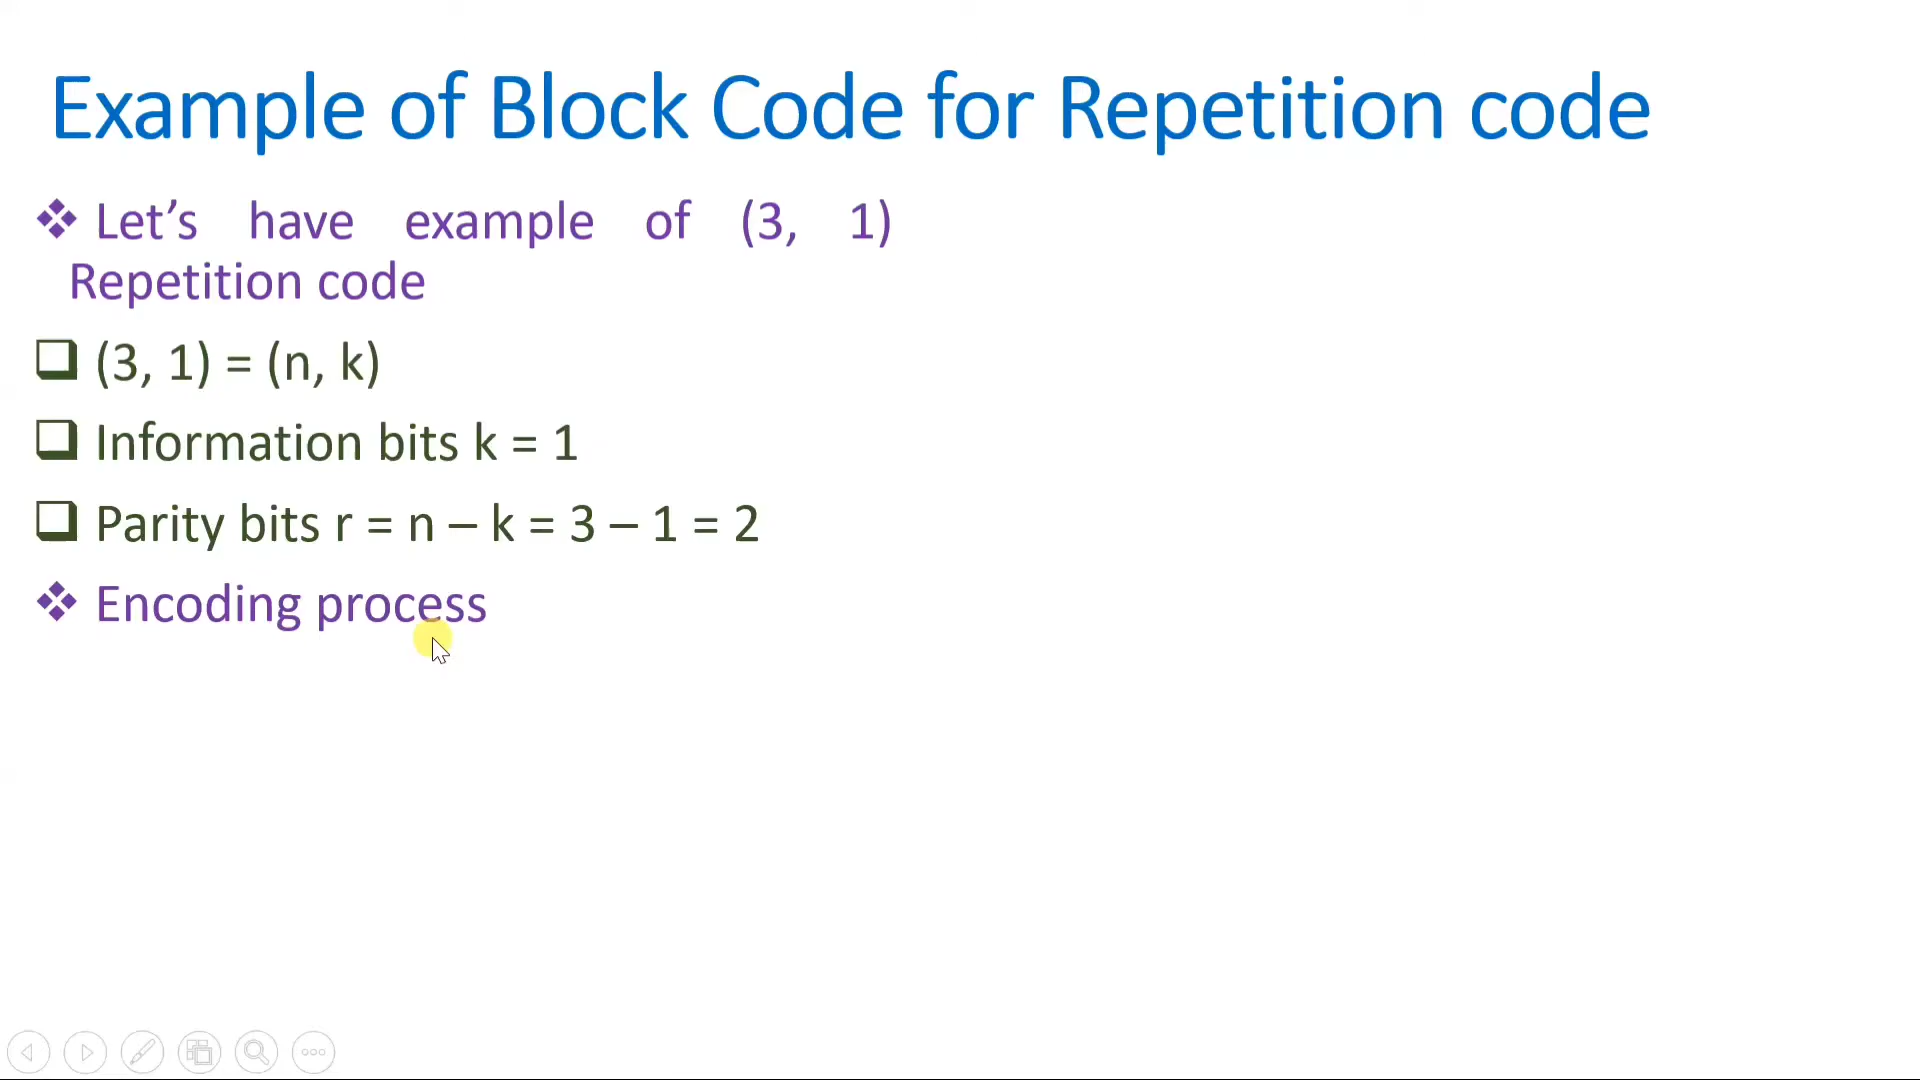 Example of Block Code for Repetition code
Let’s have example of (3, 1)
Repetition code
(3, 1) = (n, k)
Information bits k = 1
Parity bits r = n – k = 3 – 1 = 2
Encoding process